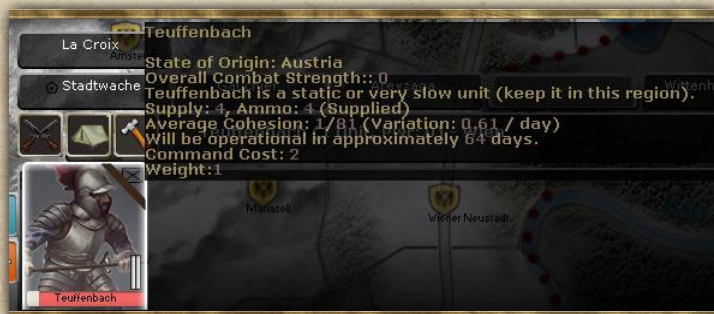 La Croix
Stadtwache
Teuffenbach
State of Origin: Austria
Overall Combat Strength:: 0
Teuffenbach is a static or very slow unit (keep it in this region).
Supply: 4, Ammo: 4 (Supplied)
Average Cohesion: 1/81 (Variation: 0.61 / day)
Will be operational in approximately 64 days.
Command Cost: 2
Weight:1
Mariazell
Wiener Neustadt
Teuffenbach